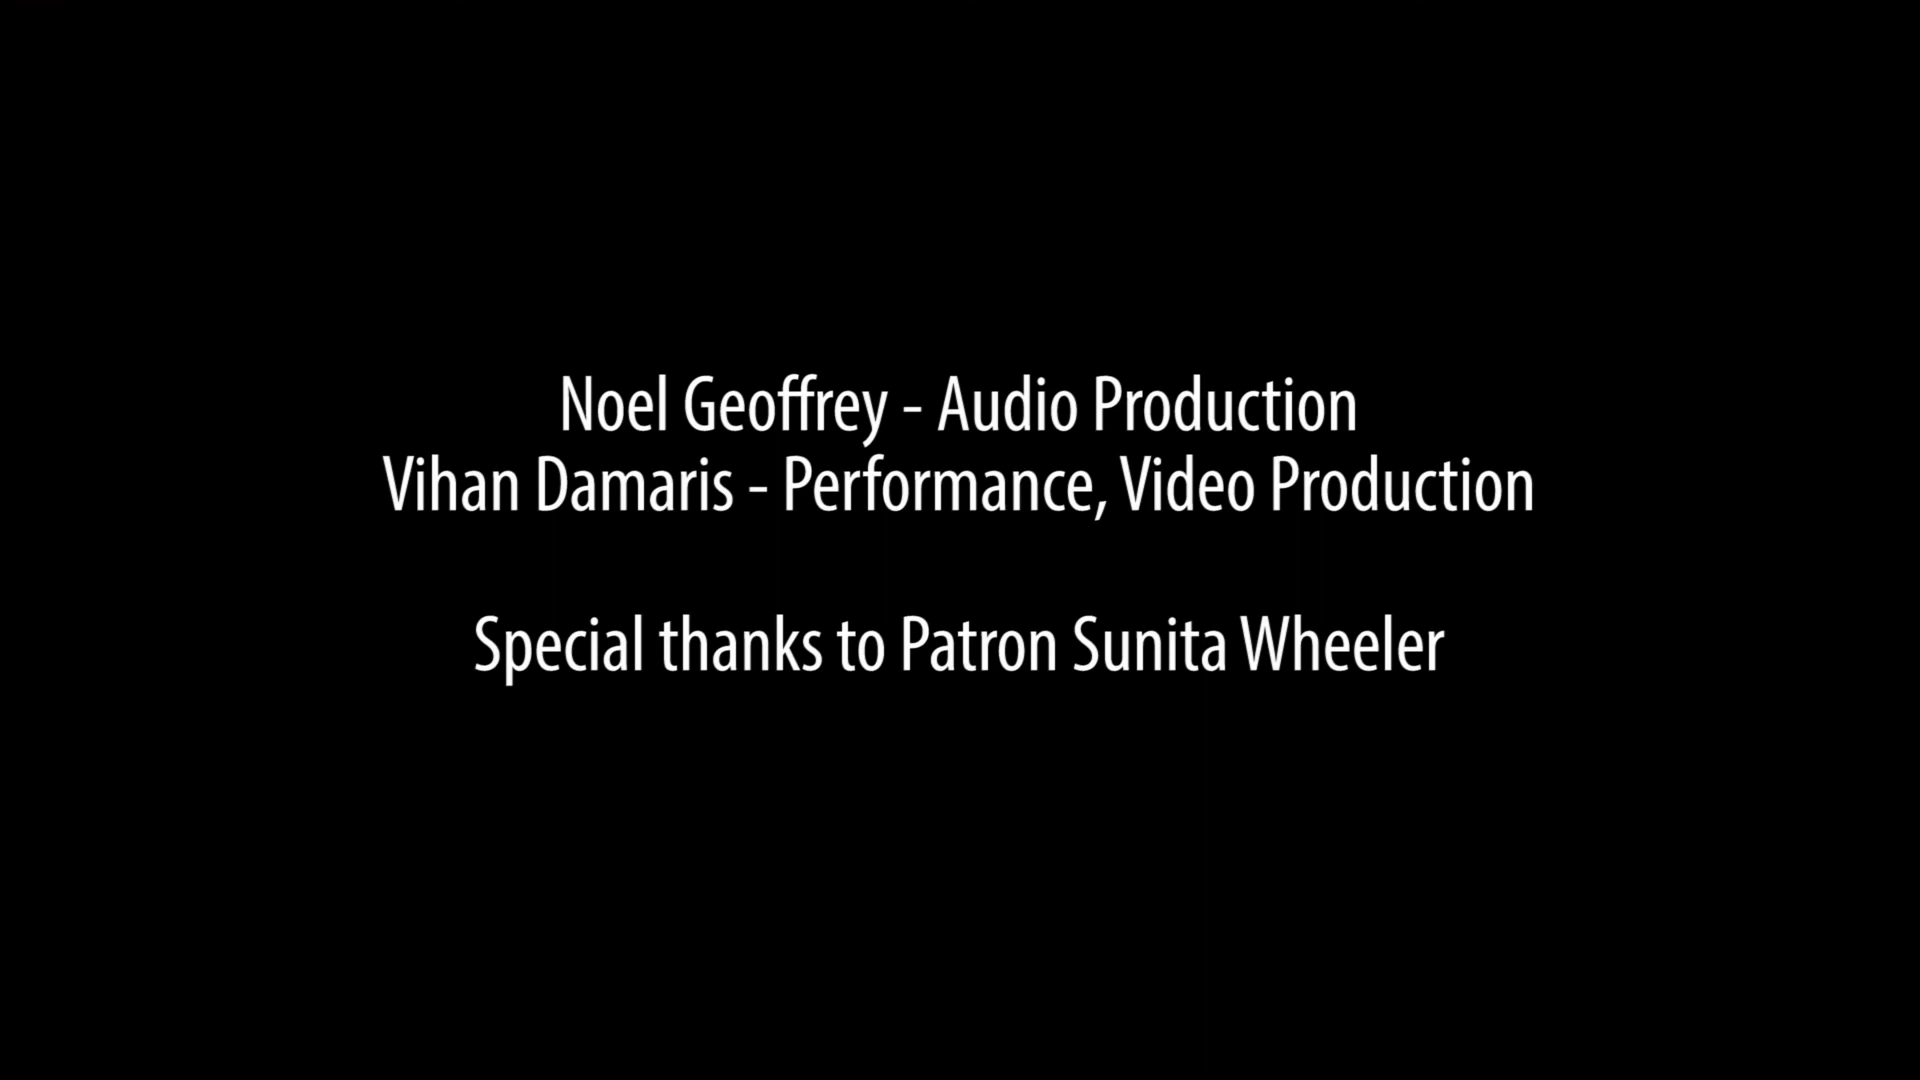 Noel Geoffrey - Audio Production
Vihan Damaris - Performance, Video Production
Special thanks to Patron Sunita Wheeler